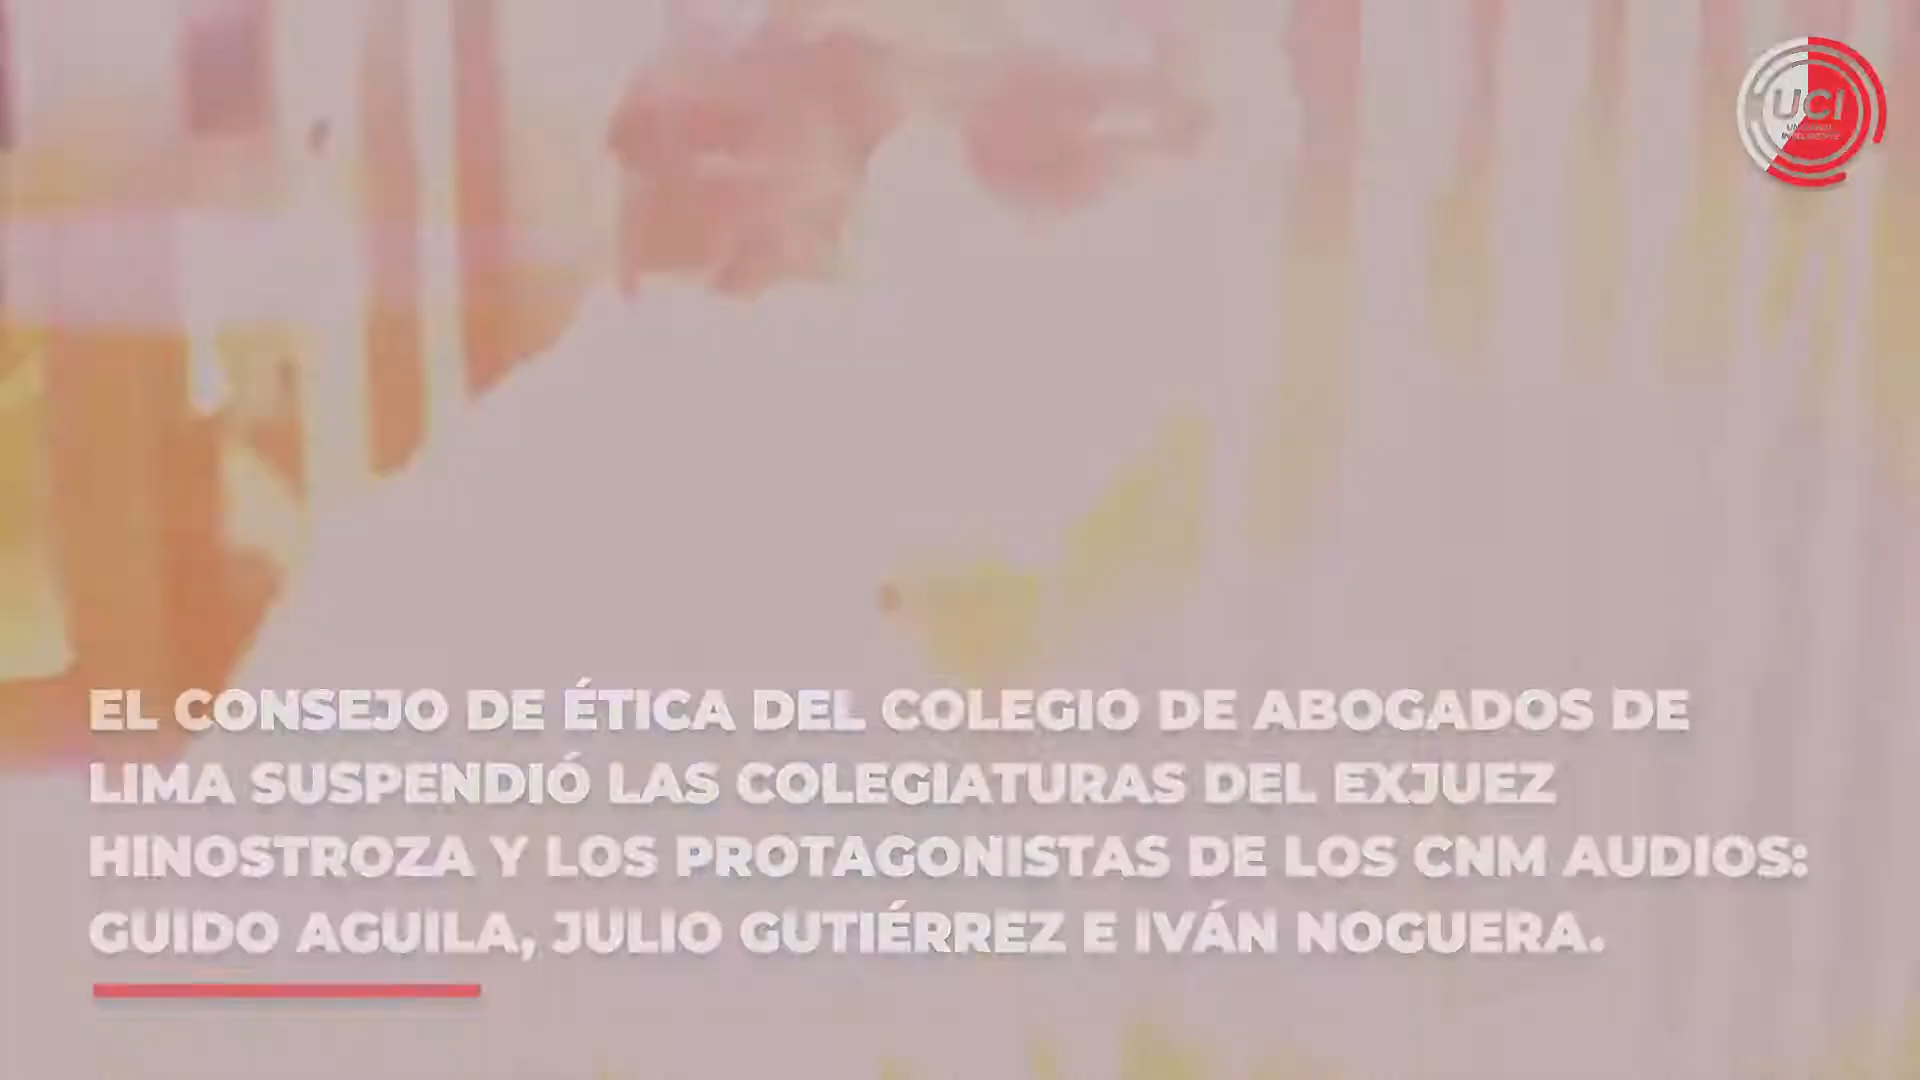 UCI
EL CONSEJO DE ÉTICA DEL COLEGIO DE ABOGADOS DE
LIMA SUSPENDIÓ LAS COLEGIATURAS DEL EXJUEZ
HINOSTROZA Y LOS PROTAGONISTAS DE LOS CNM AUDIOS:
GUIDO AGUILA, JULIO GUTIÉRREZ E IVÁN NOGUERA.